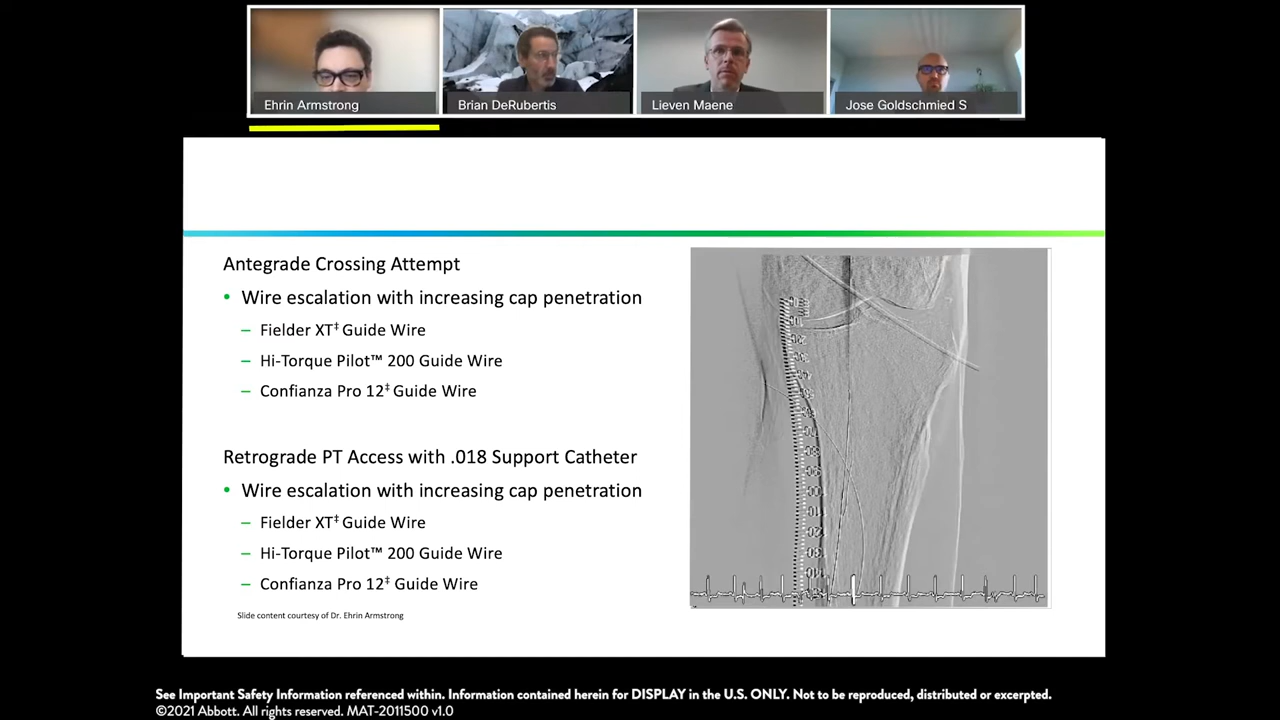 Ehrin Armstrong
Brian DeRubertis
Lieven Maene
Jose Goldschmied S
Antegrade Crossing Attempt
• Wire escalation with increasing cap penetration
– Fielder XT‡ Guide Wire
– Hi-Torque Pilot™ 200 Guide Wire
– Confianza Pro 12‡ Guide Wire
Retrograde PT Access with .018 Support Catheter
• Wire escalation with increasing cap penetration
– Fielder XT‡ Guide Wire
– Hi-Torque Pilot™ 200 Guide Wire
– Confianza Pro 12‡ Guide Wire
Slide content courtesy of Dr. Ehrin Armstrong
See Important Safety Information referenced within. Information contained herein for DISPLAY in the U.S. ONLY. Not to be reproduced, distributed or excerpted.
©2021 Abbott. All rights reserved. MAT-2011500 v1.0